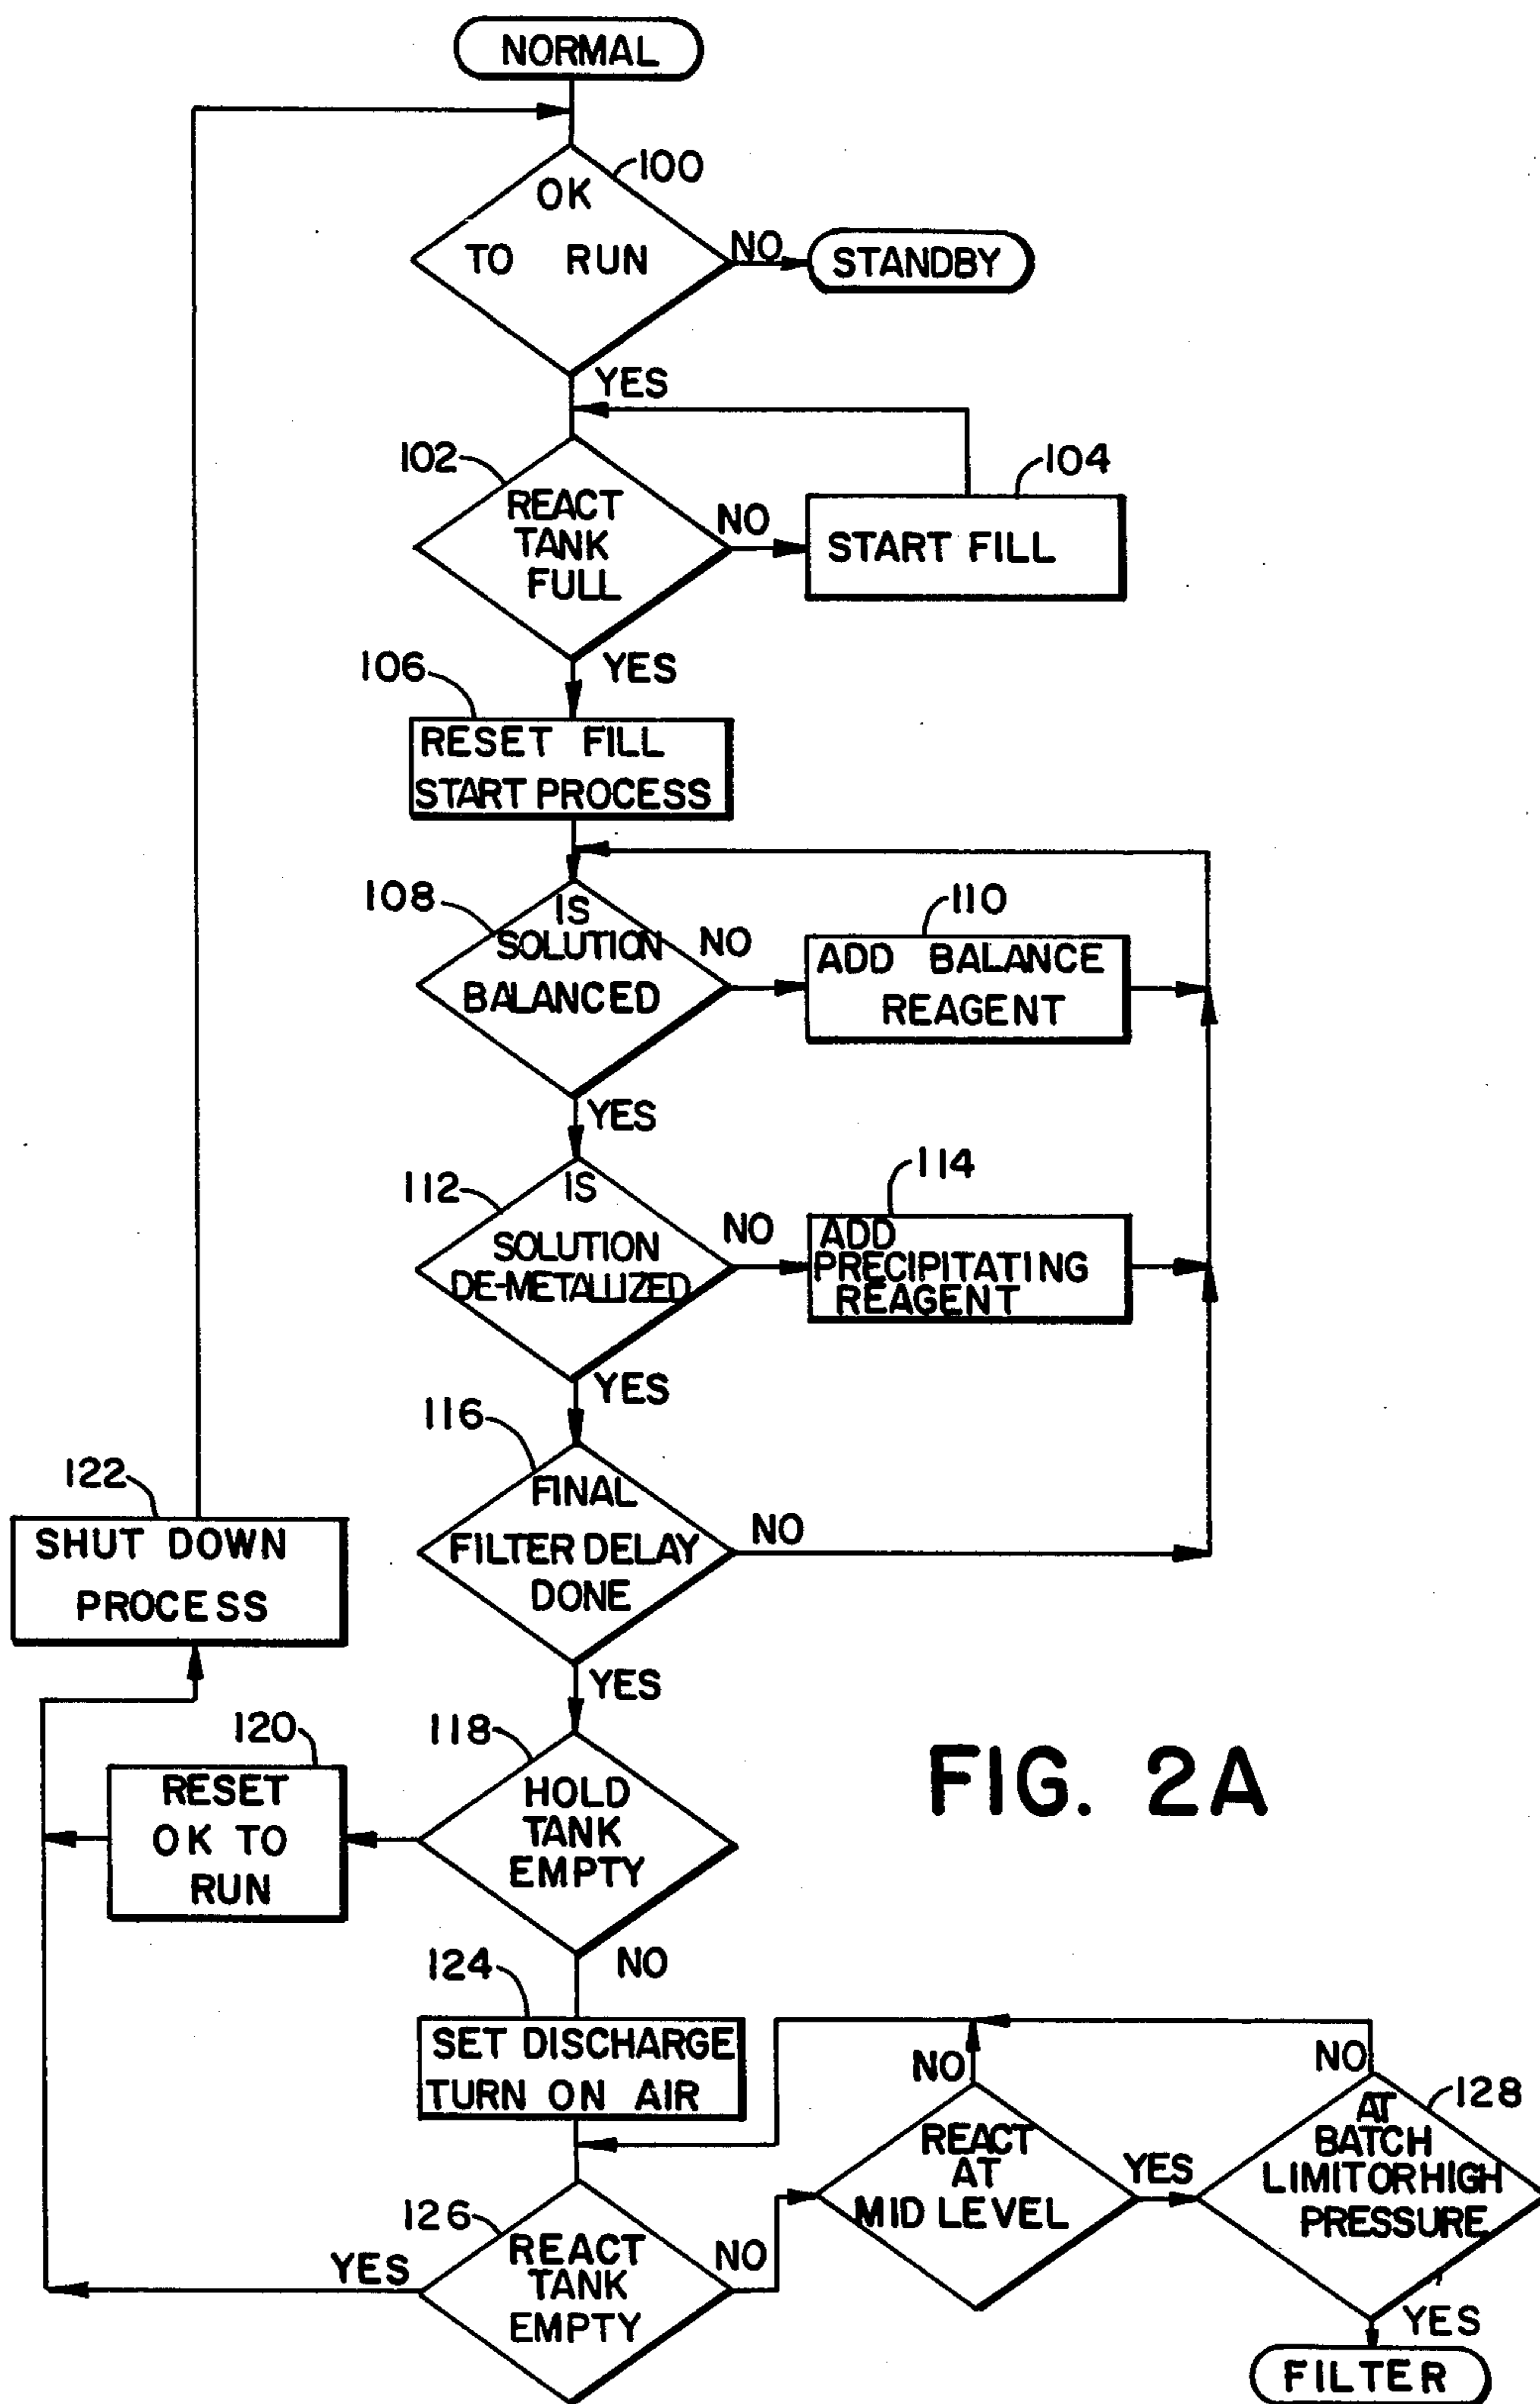 NORMAL
100
OK
TO RUN
NO
STANDBY
YES
102
REACT
TANK
FULL
NO
104
START FILL
YES
106
RESET FILL
START PROCESS
108
IS
SOLUTION
BALANCED
NO
110
ADD BALANCE
REAGENT
YES
112
IS
SOLUTION
DE-METALLIZED
NO
114
ADD
PRECIPITATING
REAGENT
YES
116
FINAL
FILTER DELAY
DONE
NO
122
SHUT DOWN
PROCESS
YES
118
HOLD
TANK
EMPTY
120
RESET
OK TO
RUN
FIG. 2A
NO
124
SET DISCHARGE
TURN ON AIR
126
REACT
TANK
EMPTY
YES
NO
NO
REACT
AT
MID LEVEL
YES
NO
128
AT
BATCH
LIMIT OR HIGH
PRESSURE
YES
FILTER